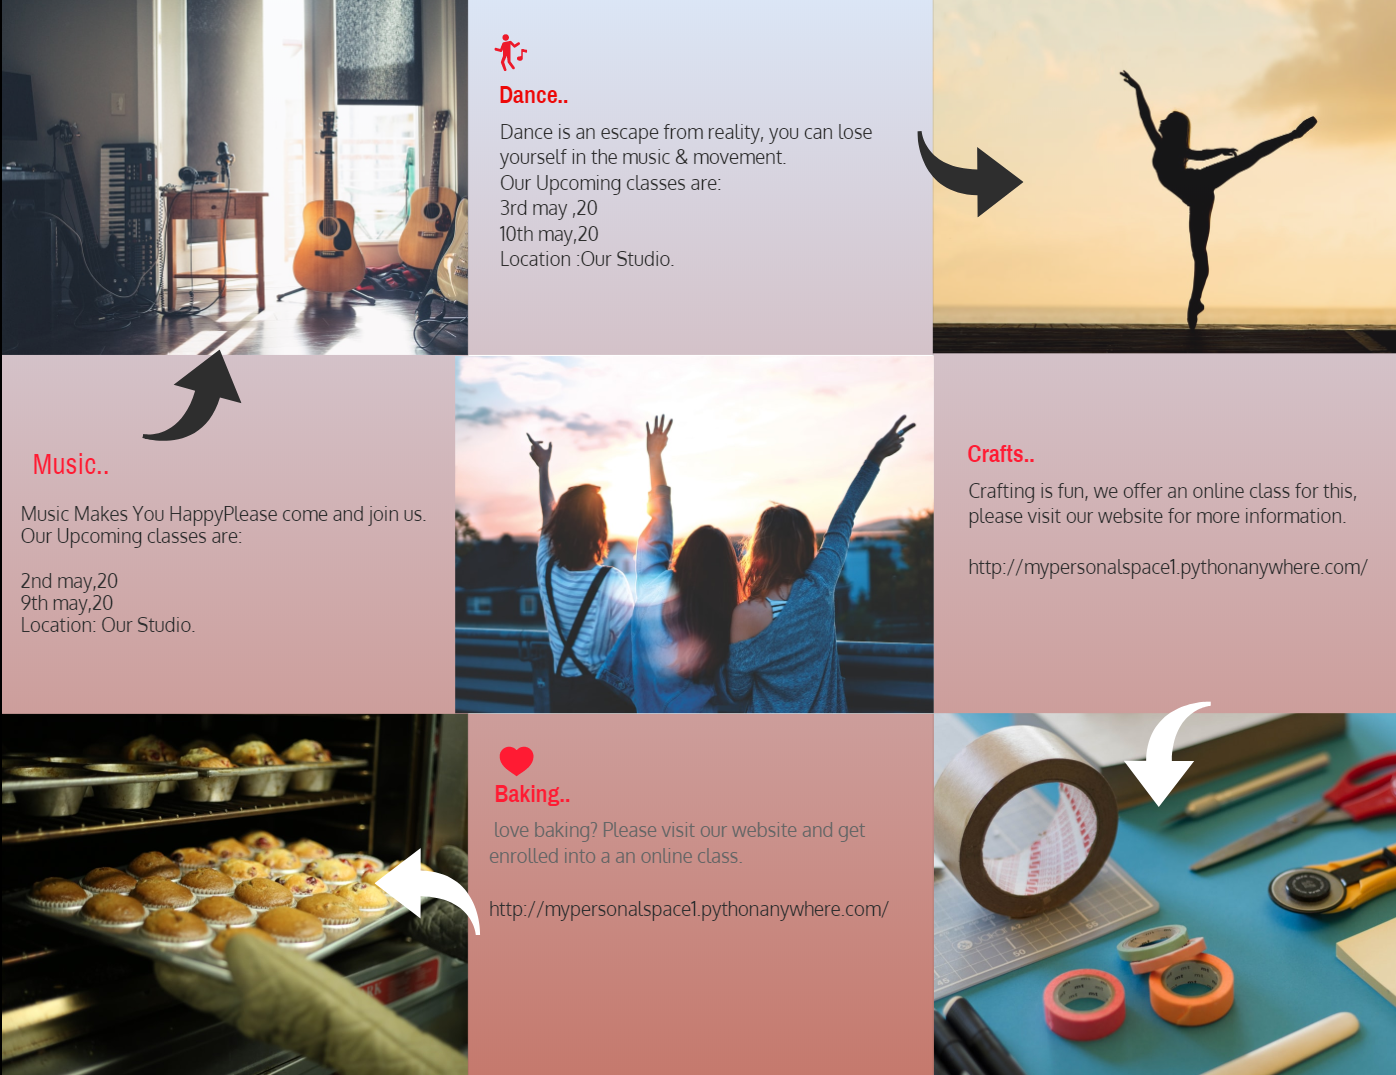 Dance..
Dance is an escape from reality, you can lose
yourself in the music & movement.
Our Upcoming classes are:
3rd may ,20
10th may,20
Location :Our Studio.
Music..
Music Makes You HappyPlease come and join us.
Our Upcoming classes are:
2nd may,20
9th may,20
Location: Our Studio.
Crafts..
Crafting is fun, we offer an online class for this,
please visit our website for more information.
http://mypersonalspace1.pythonanywhere.com/
Baking..
love baking? Please visit our website and get
enrolled into a an online class.
http://mypersonalspace1.pythonanywhere.com/